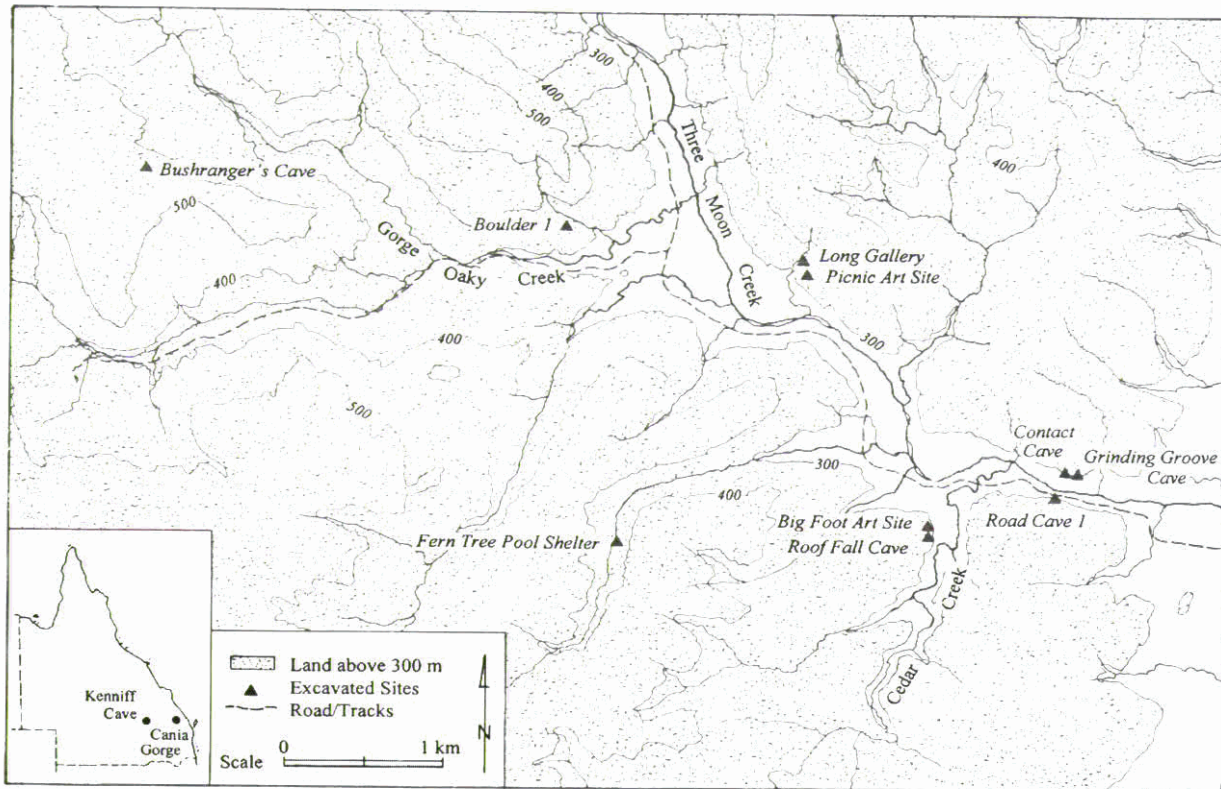 300
400
500
Three
Moon
Creek
400
Bushranger's Cave
500
Boulder 1
Gorge
Oaky Creek
Long Gallery
Picnic Art Site
400
400
300
500
Contact
Cave
Grinding Groove
Cave
300
400
Road Cave 1
Big Foot Art Site
Roof Fall Cave
Fern Tree Pool Shelter
Cedar
Creek
Kenniff
Cave
Cania
Gorge
Land above 300 m
Excavated Sites
Road/Tracks
N
0 1 km
Scale